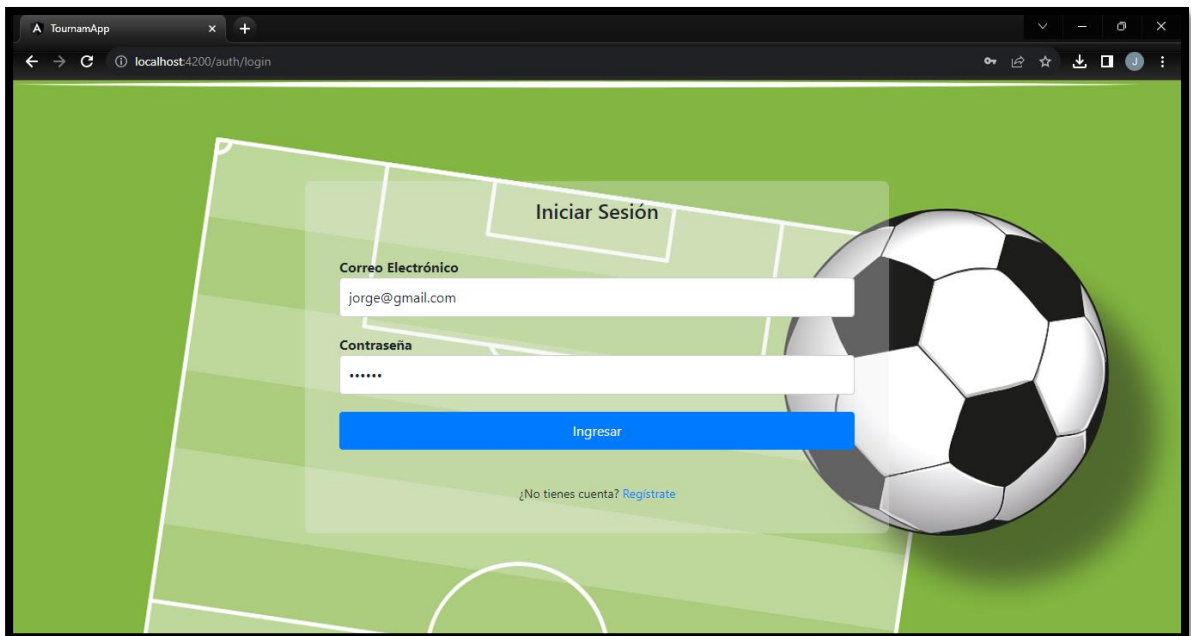 TournamApp
localhost:4200/auth/login
J
Iniciar Sesión
Correo Electrónico
jorge@gmail.com
Contraseña
••••••
Ingresar
¿No tienes cuenta? Regístrate